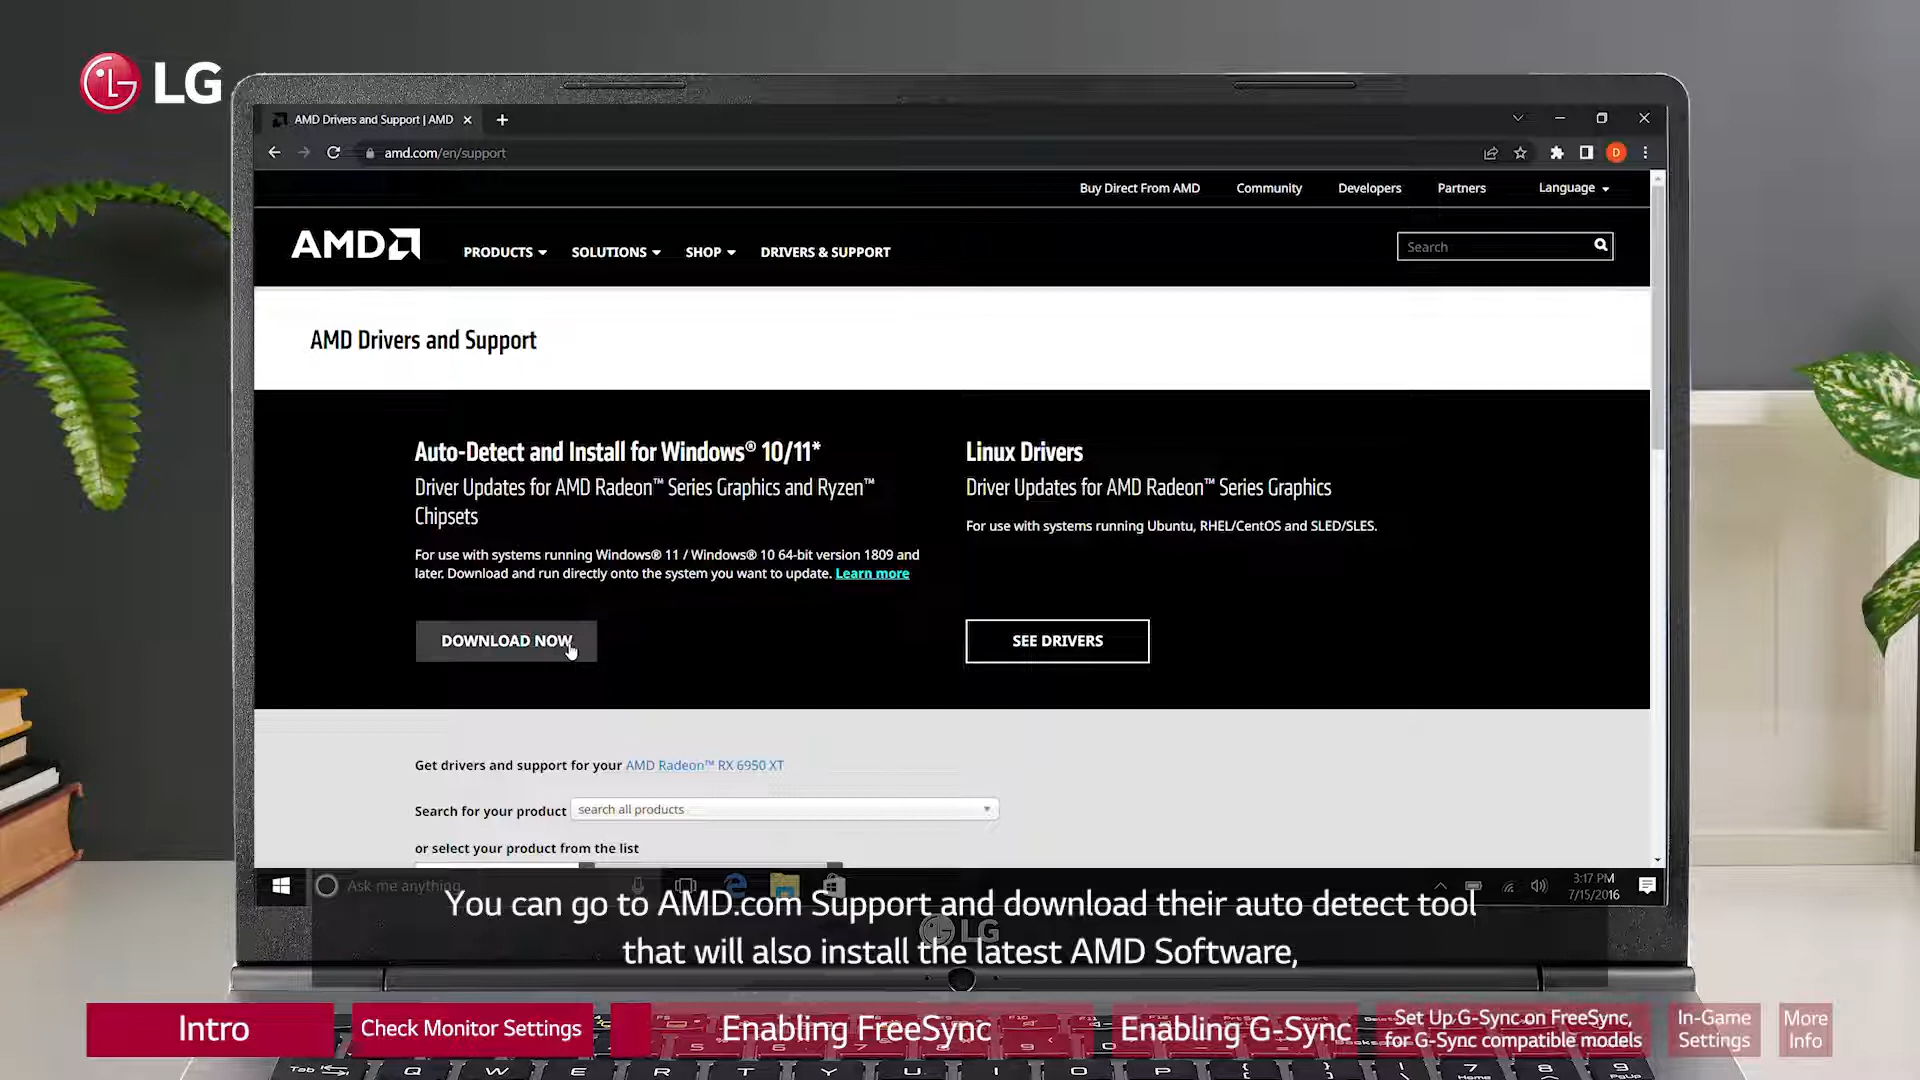 LG
AMD Drivers and Support | AMD
amd.com/en/support
D
Buy Direct From AMD
Community
Developers
Partners
Language
AMD
PRODUCTS
SOLUTIONS
SHOP
DRIVERS & SUPPORT
Search
AMD Drivers and Support
Auto-Detect and Install for Windows® 10/11*
Driver Updates for AMD Radeon™ Series Graphics and Ryzen™
Chipsets
For use with systems running Windows® 11 / Windows® 10 64-bit version 1809 and
later. Download and run directly onto the system you want to update. Learn more
DOWNLOAD NOW
Linux Drivers
Driver Updates for AMD Radeon™ Series Graphics
For use with systems running Ubuntu, RHEL/CentOS and SLED/SLES.
SEE DRIVERS
Get drivers and support for your AMD Radeon™ RX 6950 XT
Search for your product
search all products
or select your product from the list
Ask me anything
3:17 PM
7/15/2016
LG
You can go to AMD.com Support and download their auto detect tool
that will also install the latest AMD Software,
Intro
Check Monitor Settings
Enabling FreeSync
Enabling G-Sync
Set Up G-Sync on FreeSync,
for G-Sync compatible models
In-Game
Settings
More
Info
Tab
Q W E R T Y U I O P
7 8 9